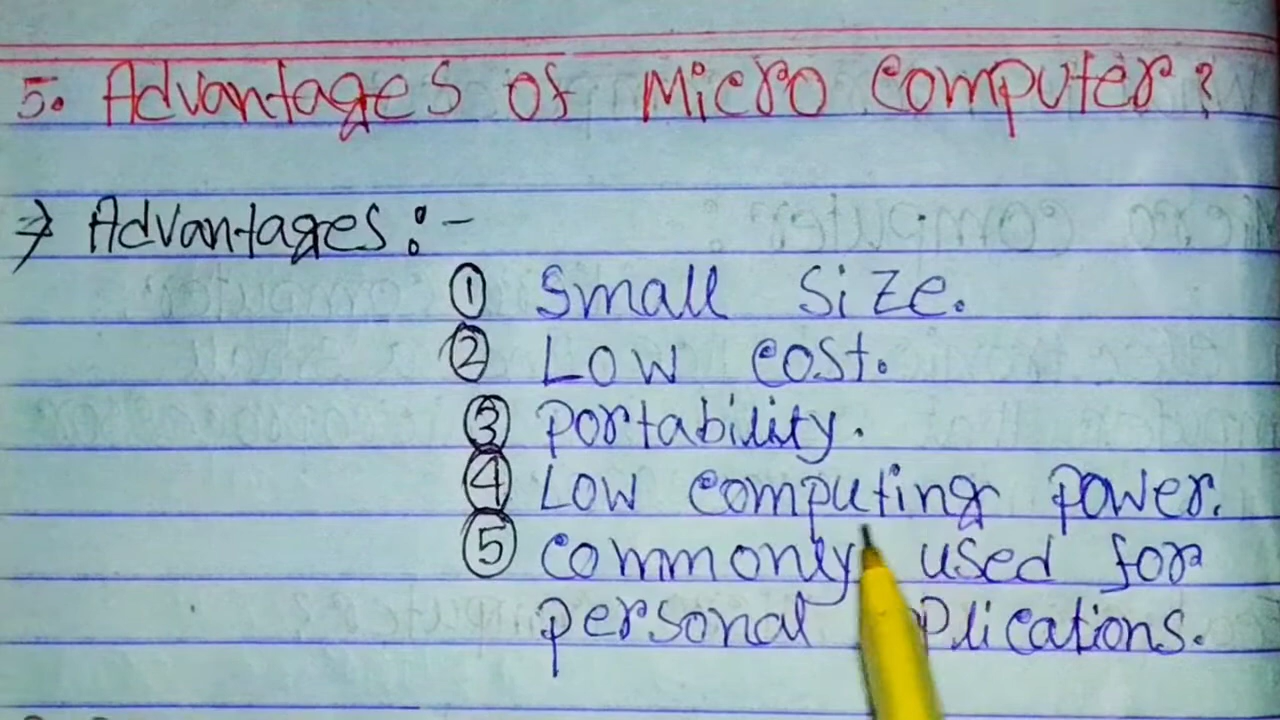 5. Advantages of Micro computer?
⇒ Advantages :-
① Small Size.
② Low cost.
③ Portability.
④ Low computing power.
⑤ commonly used for
personal applications.